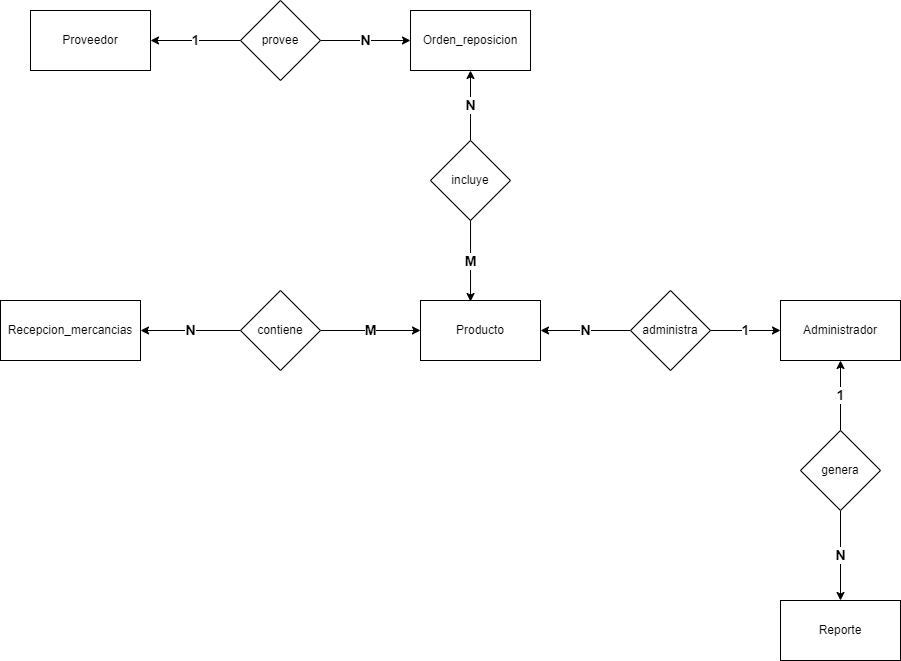 Proveedor
1
provee
N
Orden_reposicion
N
incluye
M
Recepcion_mercancias
N
contiene
M
Producto
N
administra
1
Administrador
1
genera
N
Reporte